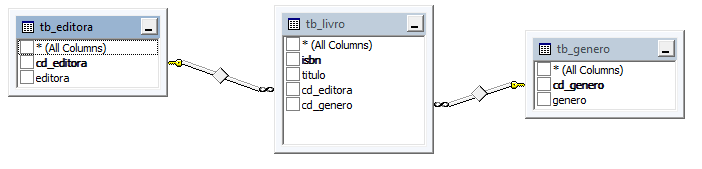 tb_editora
* (All Columns)
cd_editora
editora
tb_livro
* (All Columns)
isbn
titulo
cd_editora
cd_genero
tb_genero
* (All Columns)
cd_genero
genero